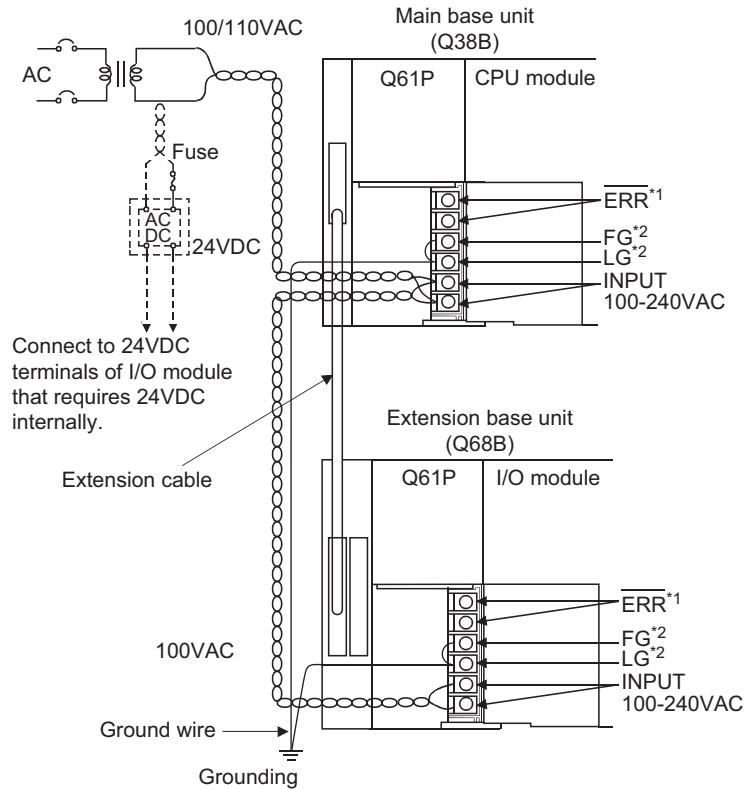 100/110VAC
Main base unit
(Q38B)
AC
Q61P
CPU module
Fuse
AC
DC
24VDC
ERR*1
FG*2
LG*2
INPUT
100-240VAC
Connect to 24VDC
terminals of I/O module
that requires 24VDC
internally.
Extension cable
Extension base unit
(Q68B)
Q61P
I/O module
ERR*1
FG*2
LG*2
INPUT
100-240VAC
100VAC
Ground wire
Grounding